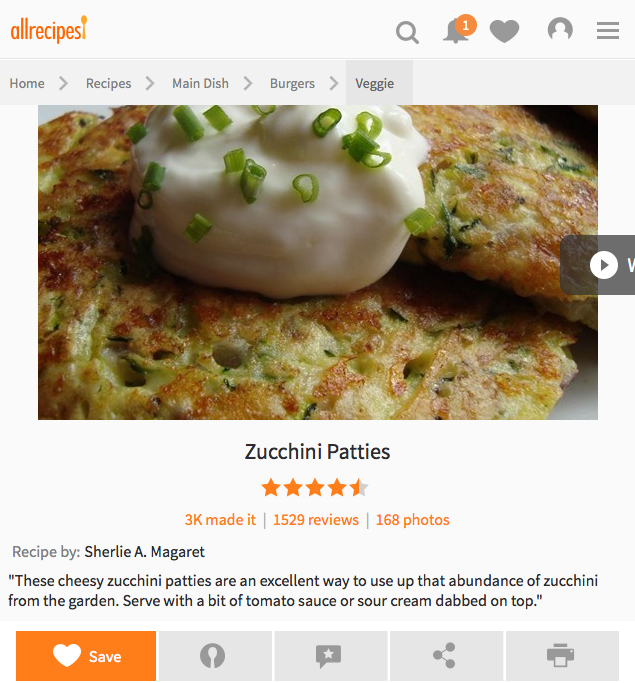 allrecipes
1
Home
Recipes
Main Dish
Burgers
Veggie
W
Zucchini Patties
3K made it | 1529 reviews | 168 photos
Recipe by: Sherlie A. Magaret
"These cheesy zucchini patties are an excellent way to use up that abundance of zucchini
from the garden. Serve with a bit of tomato sauce or sour cream dabbed on top."
Save